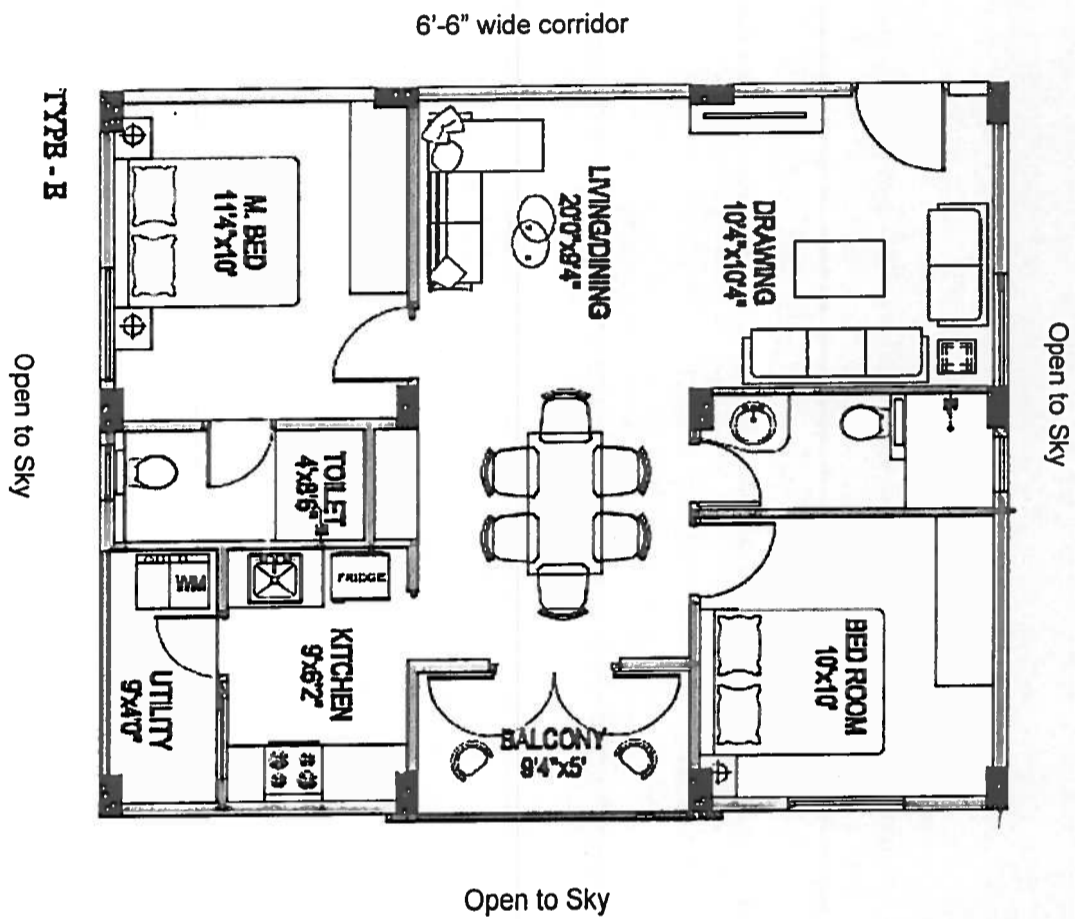 6'-6" wide corridor
TYPE - E
M. BED
11'4"x10'
LIVING/DINING
20'0"x9'4"
DRAWING
10'4"x10'4"
Open to Sky
Open to Sky
TOILET
4'x8'6"
WM
FRIDGE
KITCHEN
9'x6'2"
UTILITY
9'x4'0"
BED ROOM
10'x10'
BALCONY
9'4"x5'
Open to Sky